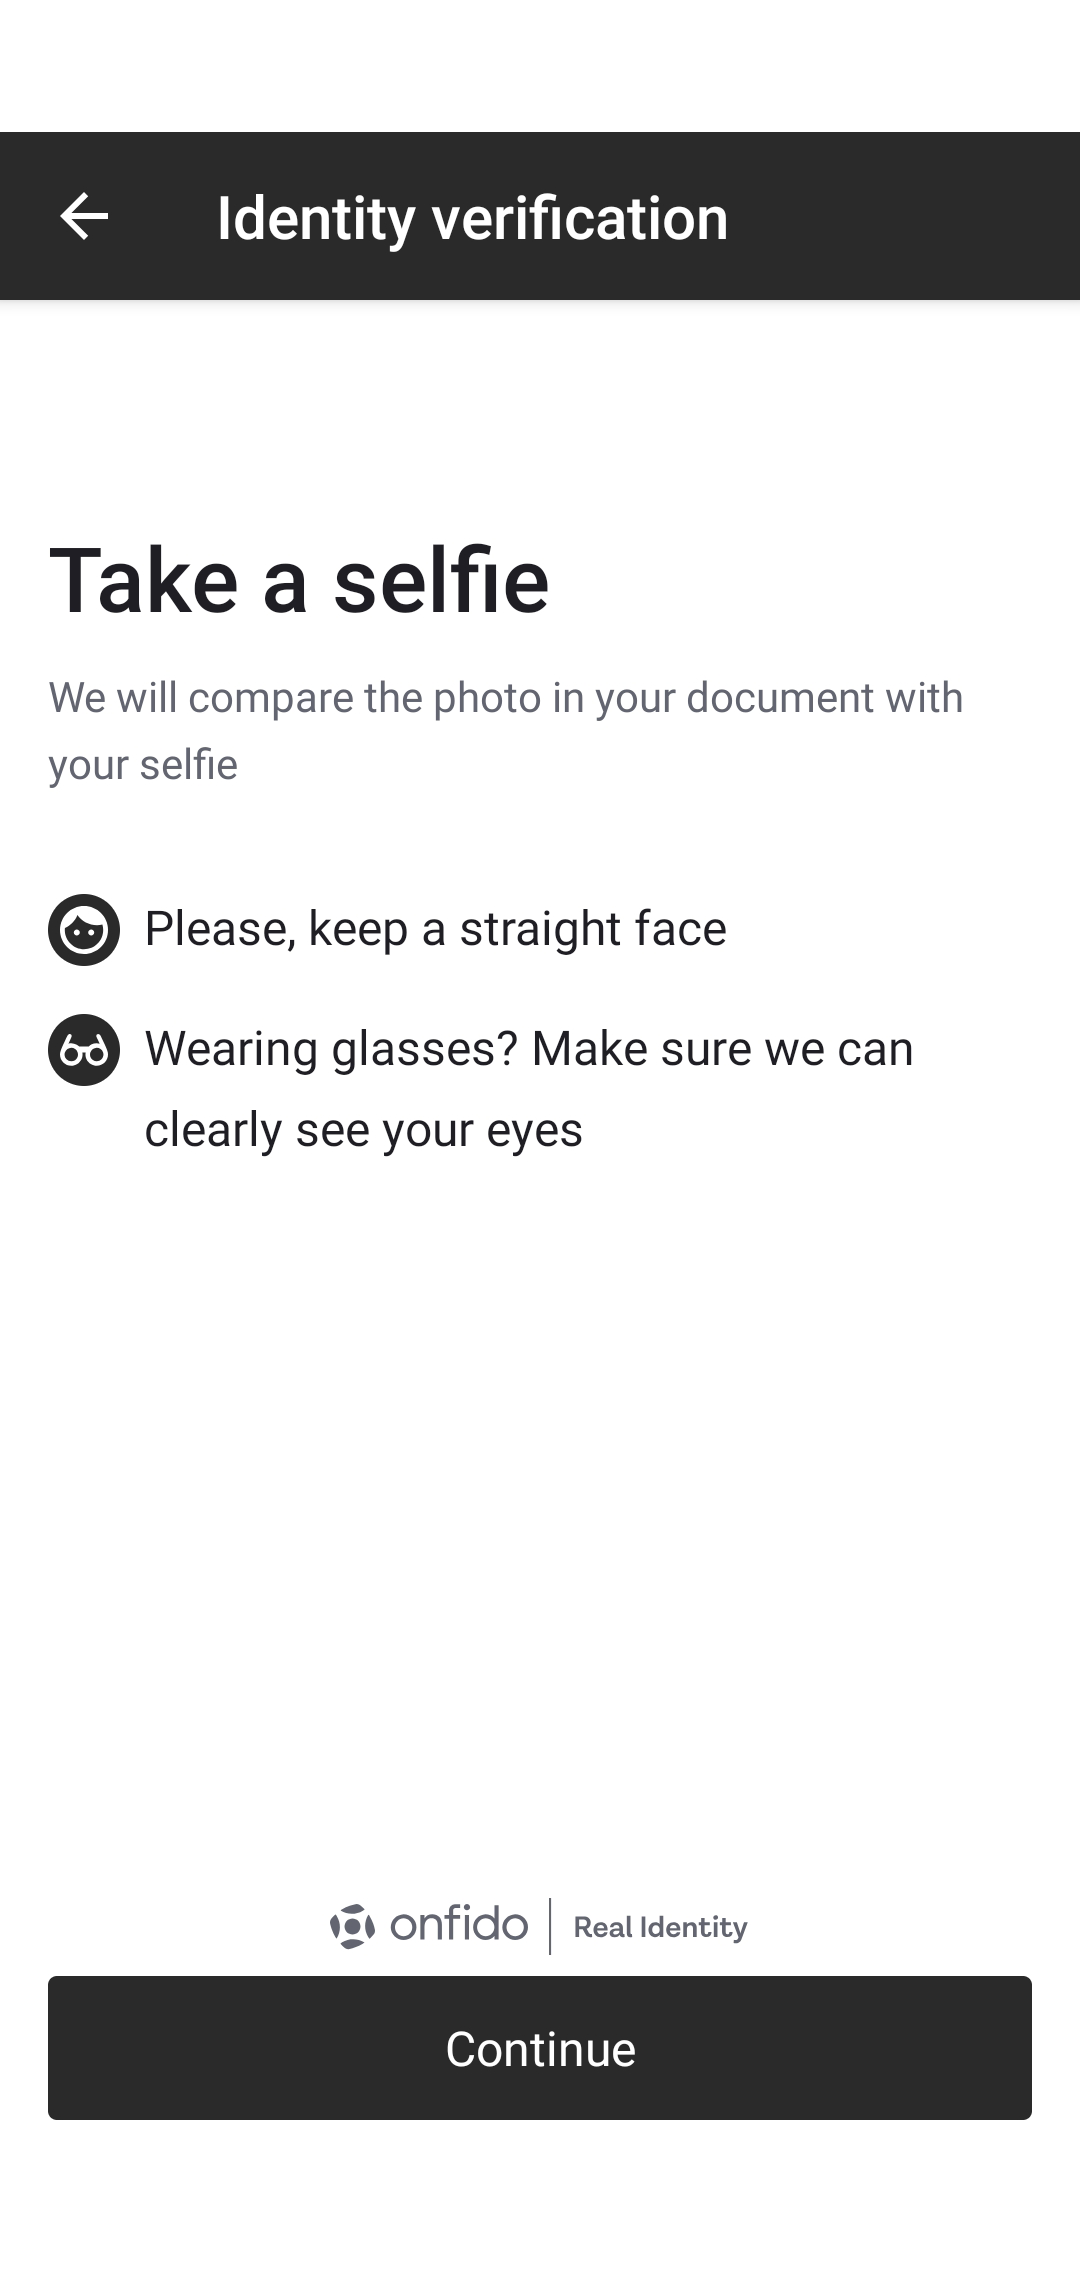 Identity verification
Take a selfie
We will compare the photo in your document with
your selfie
Please, keep a straight face
Wearing glasses? Make sure we can
clearly see your eyes
onfido | Real Identity
Continue